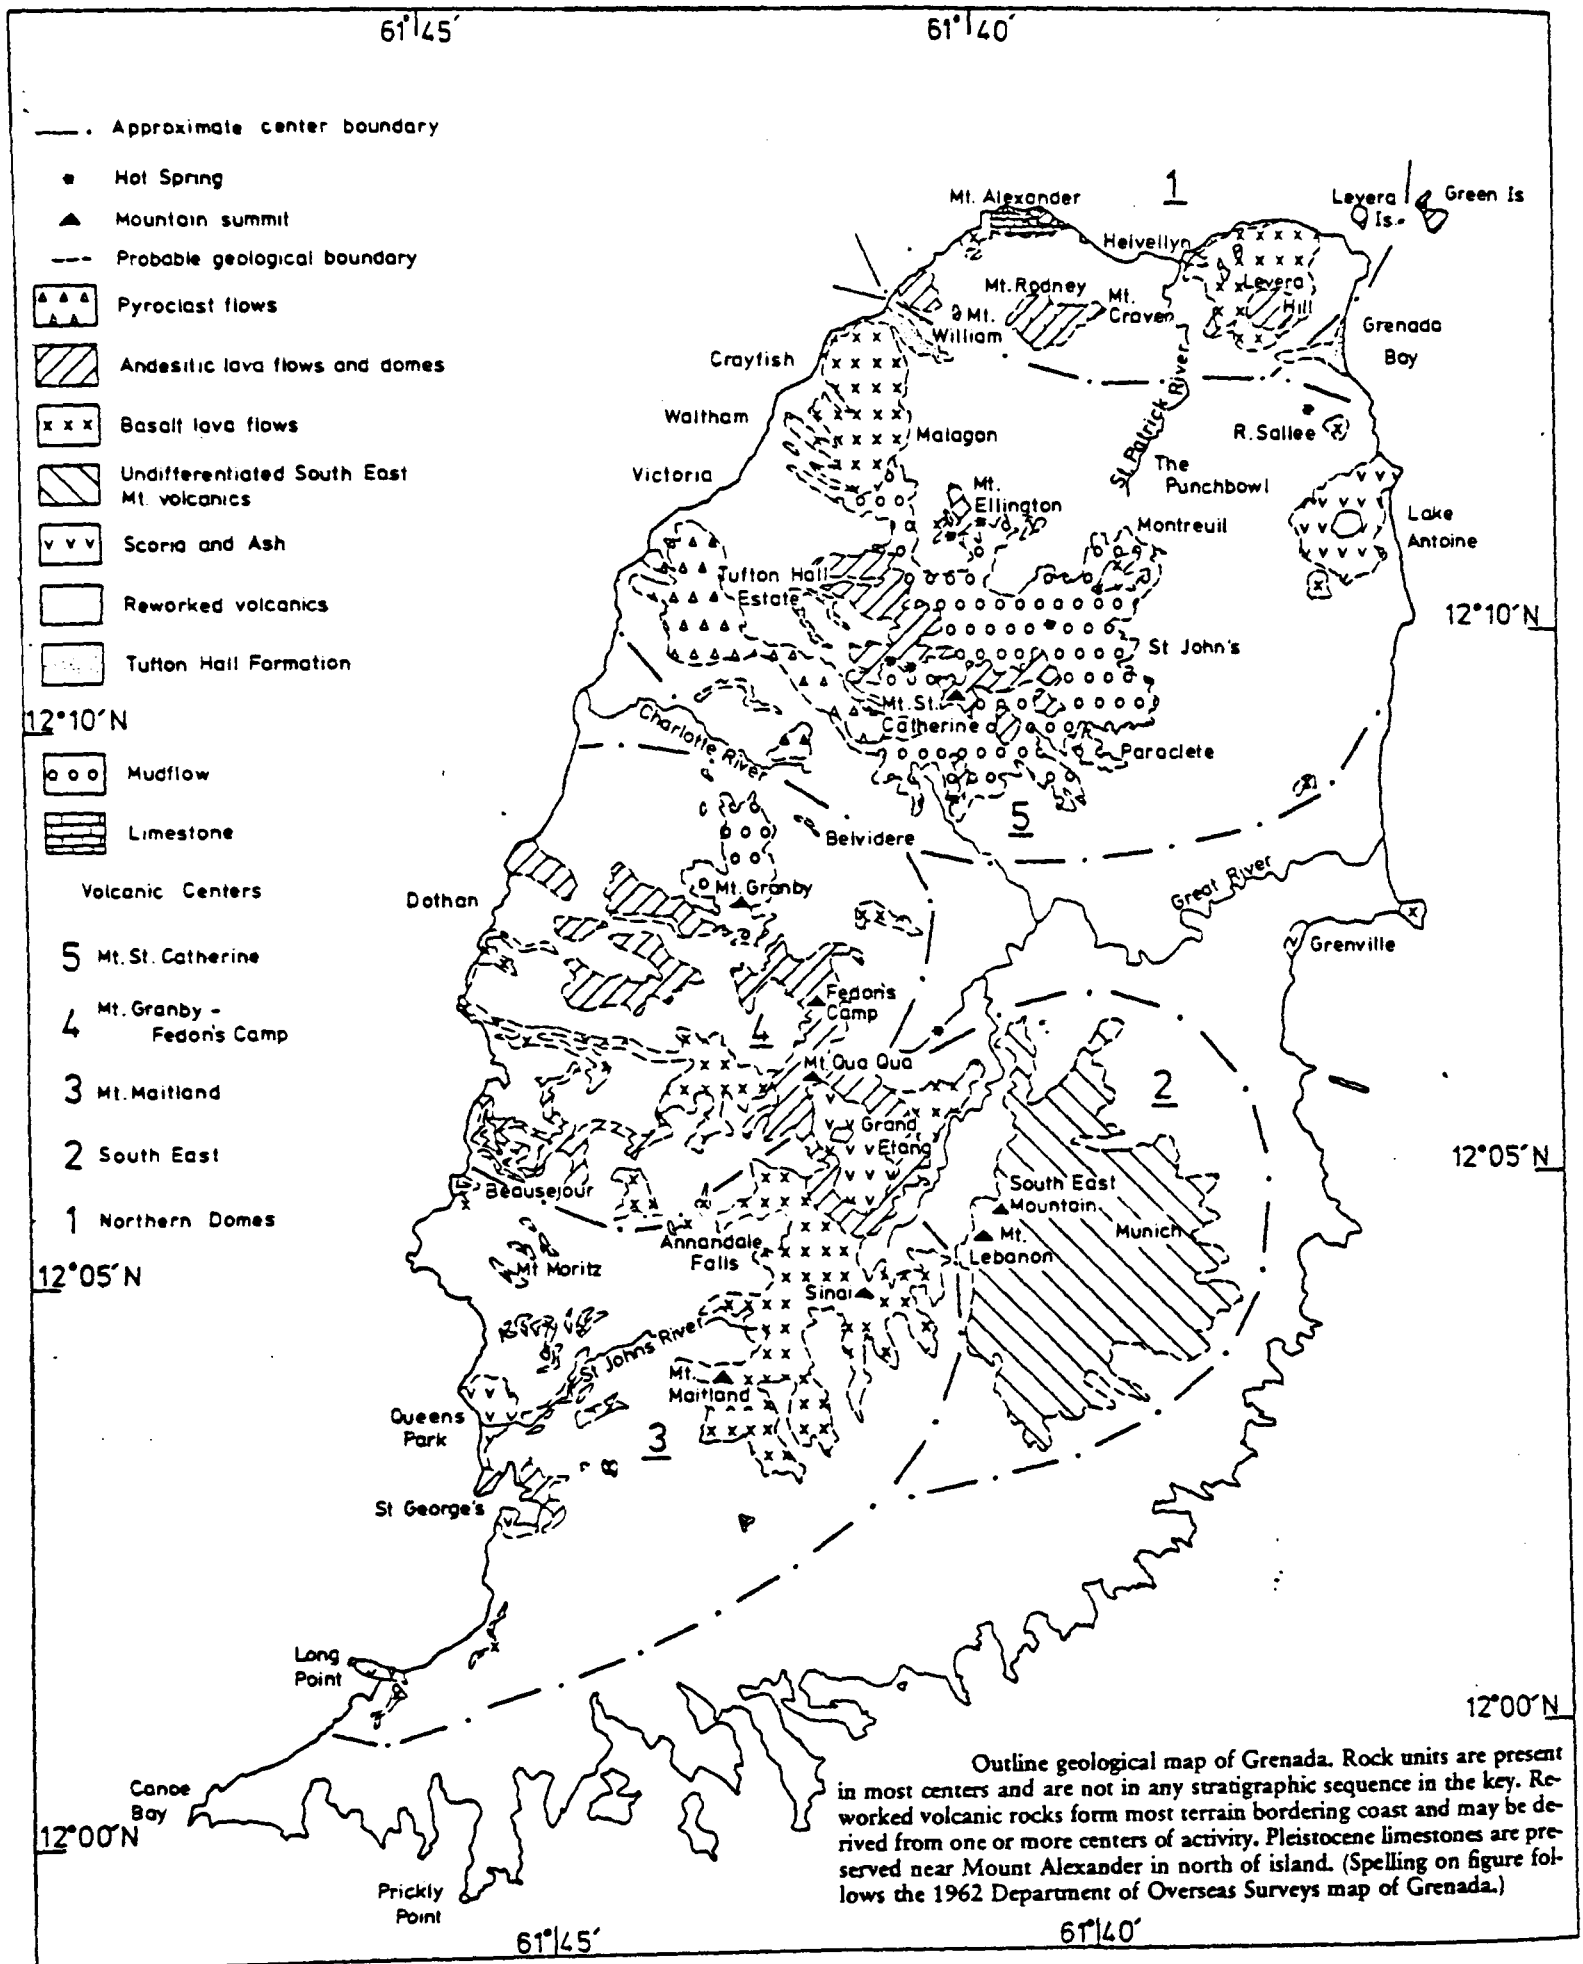 61°45′
61°40′
Approximate center boundary
Hot Spring
Mountain summit
Probable geological boundary
Pyroclast flows
Andesitic lava flows and domes
Basalt lava flows
Undifferentiated South East
Mt. volcanics
Scoria and Ash
Reworked volcanics
Tufton Hall Formation
12°10′N
Mudflow
Limestone
Volcanic Centers
5 Mt. St. Catherine
4 Mt. Granby -
Fedon's Camp
3 Mt. Maitland
2 South East
1 Northern Domes
12°05′N
12°00′N
Mt. Alexander
1
Levera
Is.
Green Is
Helvellyn
Mt. Rodney
Mt.
Craven
Levera
Hill
Mt.
William
Grenada
Bay
Crayfish
Waltham
Malagon
St. Patrick River
R. Sallee
Victoria
The
Punchbowl
Mt.
Ellington
Montreuil
Lake
Antoine
Tufton Hall
Estate
12°10′N
St John's
Mt. St.
Catherine
Charlotte River
Paraclete
5
Belvidere
Great River
Dothan
Mt. Granby
Grenville
Fedon's
Camp
4
Mt. Qua Qua
2
Grand
Etang
12°05′N
Beausejour
South East
Mountain
Munich
Mt.
Lebanon
Annandale
Falls
Mt Moritz
Sinai
St Johns River
Mt.
Maitland
Queens
Park
3
St George's
Long
Point
12°00′N
Canoe
Bay
Prickly
Point
Outline geological map of Grenada. Rock units are present
in most centers and are not in any stratigraphic sequence in the key. Re-
worked volcanic rocks form most terrain bordering coast and may be de-
rived from one or more centers of activity. Pleistocene limestones are pre-
served near Mount Alexander in north of island. (Spelling on figure fol-
lows the 1962 Department of Overseas Surveys map of Grenada.)
61°45′
61°40′